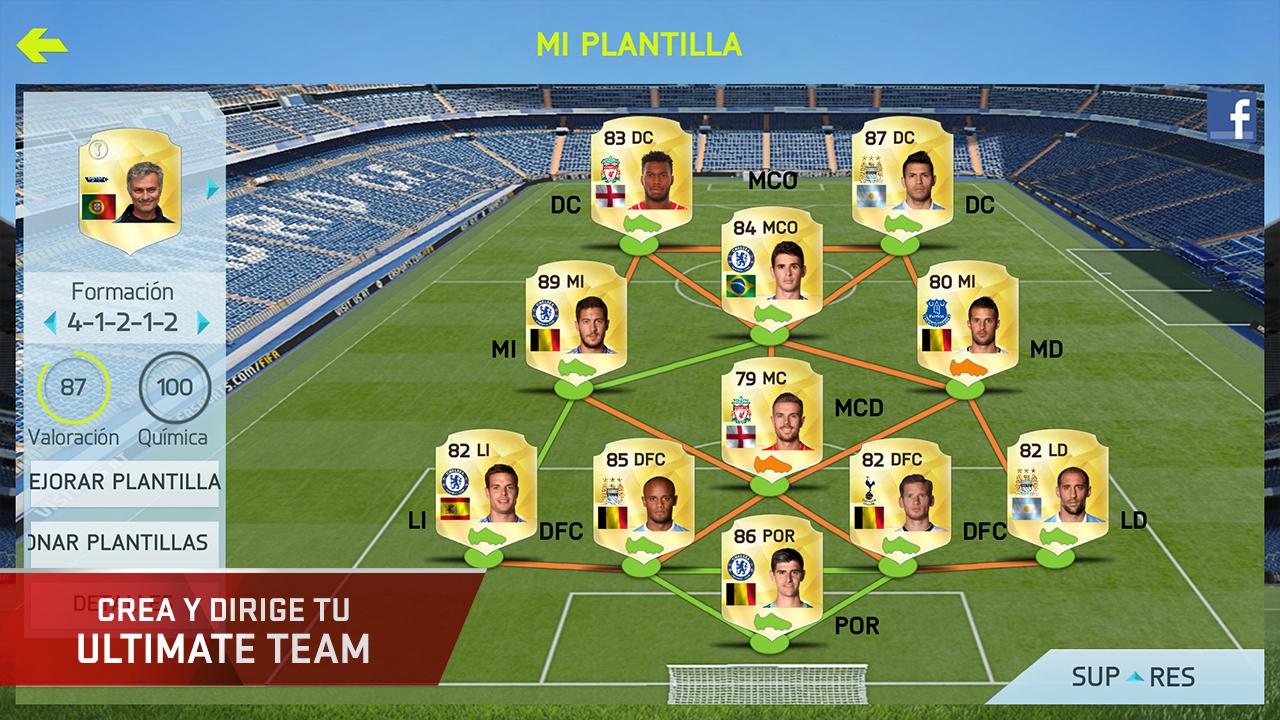 MI PLANTILLA
f
Formación
4-1-2-1-2
87
100
Valoración
Química
EJORAR PLANTILLA
ONAR PLANTILLAS
CREA Y DIRIGE TU
ULTIMATE TEAM
83 DC
DC
87 DC
DC
MCO
84 MCO
89 MI
MI
80 MI
MD
79 MC
MCD
82 LI
LI
85 DFC
DFC
82 DFC
DFC
82 LD
LD
86 POR
POR
S.COM/FIFA
SUP RES